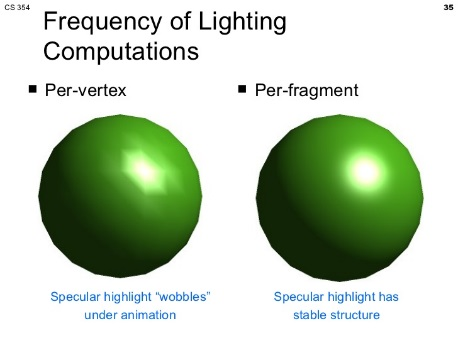 CS 354
35
Frequency of Lighting
Computations
■ Per-vertex
■ Per-fragment
Specular highlight “wobbles”
under animation
Specular highlight has
stable structure